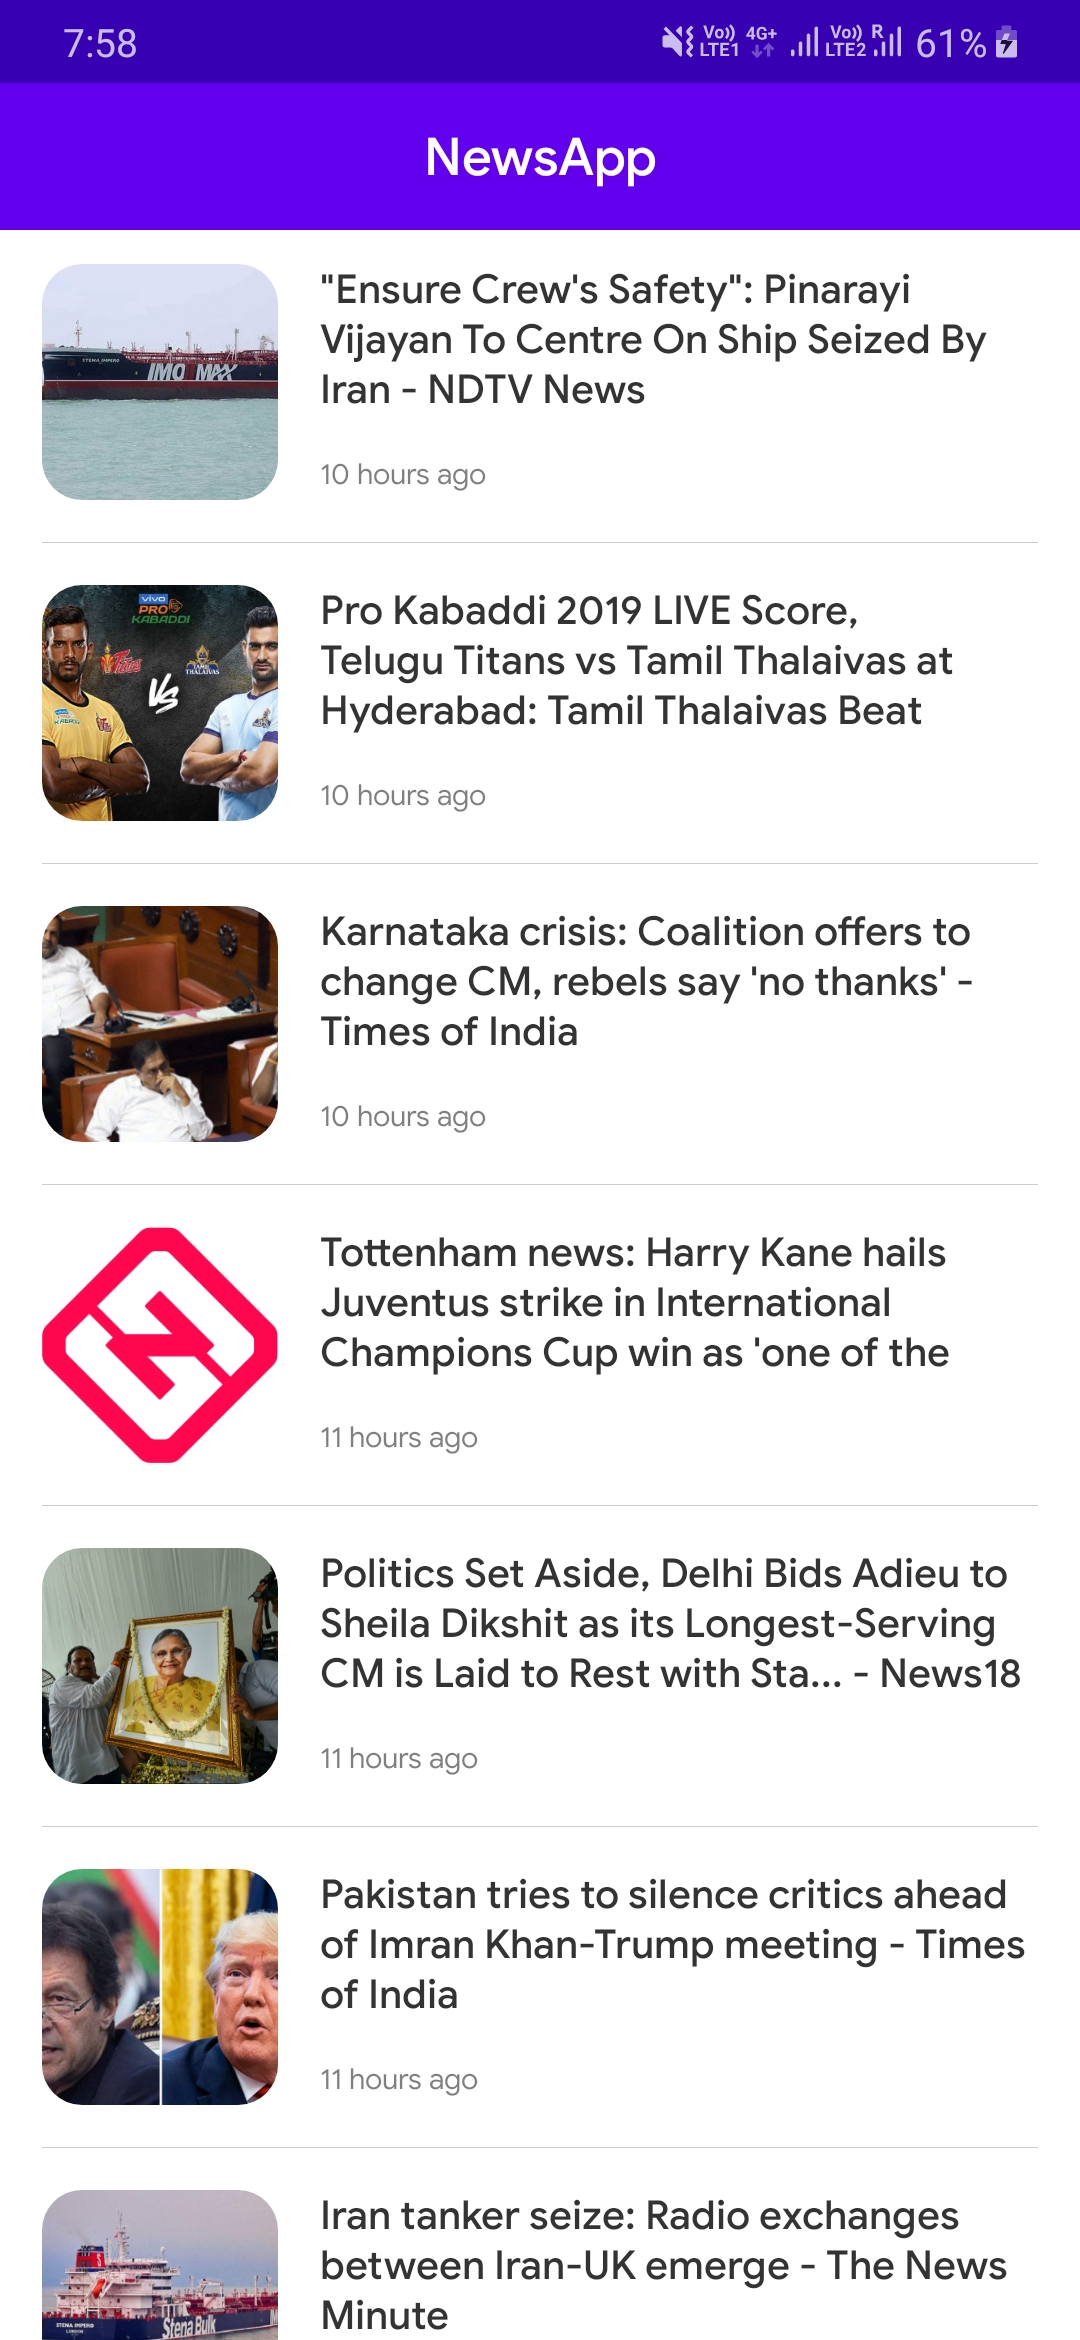 7:58
Vo)) LTE1 4G+ Vo)) LTE2 R 61%
NewsApp
STENA IMPERO
IMO MAX
"Ensure Crew's Safety": Pinarayi
Vijayan To Centre On Ship Seized By
Iran - NDTV News
10 hours ago
vivo
PRO
KABADDI
Titans
TAMIL
THALAIVAS
VS
Pro Kabaddi 2019 LIVE Score,
Telugu Titans vs Tamil Thalaivas at
Hyderabad: Tamil Thalaivas Beat
10 hours ago
Karnataka crisis: Coalition offers to
change CM, rebels say 'no thanks' -
Times of India
10 hours ago
Tottenham news: Harry Kane hails
Juventus strike in International
Champions Cup win as 'one of the
11 hours ago
Politics Set Aside, Delhi Bids Adieu to
Sheila Dikshit as its Longest-Serving
CM is Laid to Rest with Sta... - News18
11 hours ago
Pakistan tries to silence critics ahead
of Imran Khan-Trump meeting - Times
of India
11 hours ago
STENA IMPERO
LONDON
Stena Bulk
Iran tanker seize: Radio exchanges
between Iran-UK emerge - The News
Minute